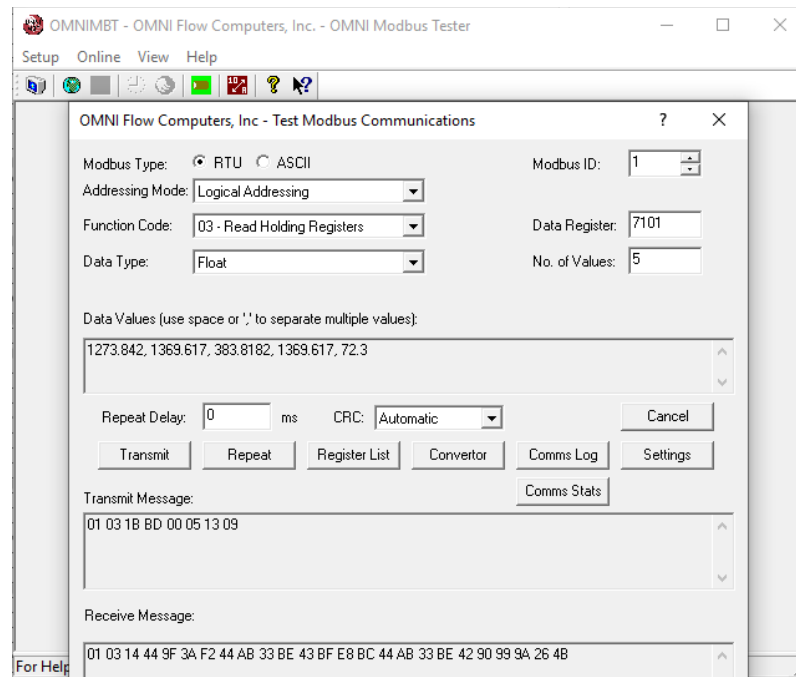 OMNIMBT - OMNI Flow Computers, Inc. - OMNI Modbus Tester
Setup Online View Help
OMNI Flow Computers, Inc - Test Modbus Communications ?
Modbus Type: RTU ASCII Modbus ID: 1
Addressing Mode: Logical Addressing
Function Code: 03 - Read Holding Registers Data Register: 7101
Data Type: Float No. of Values: 5
Data Values (use space or ',' to separate multiple values):
1273.842, 1369.617, 383.8182, 1369.617, 72.3
Repeat Delay: 0 ms CRC: Automatic Cancel
Transmit Repeat Register List Convertor Comms Log Settings
Comms Stats
Transmit Message:
01 03 1B BD 00 05 13 09
Receive Message:
01 03 14 44 9F 3A F2 44 AB 33 BE 43 BF E8 BC 44 AB 33 BE 42 90 99 9A 26 4B
For Help